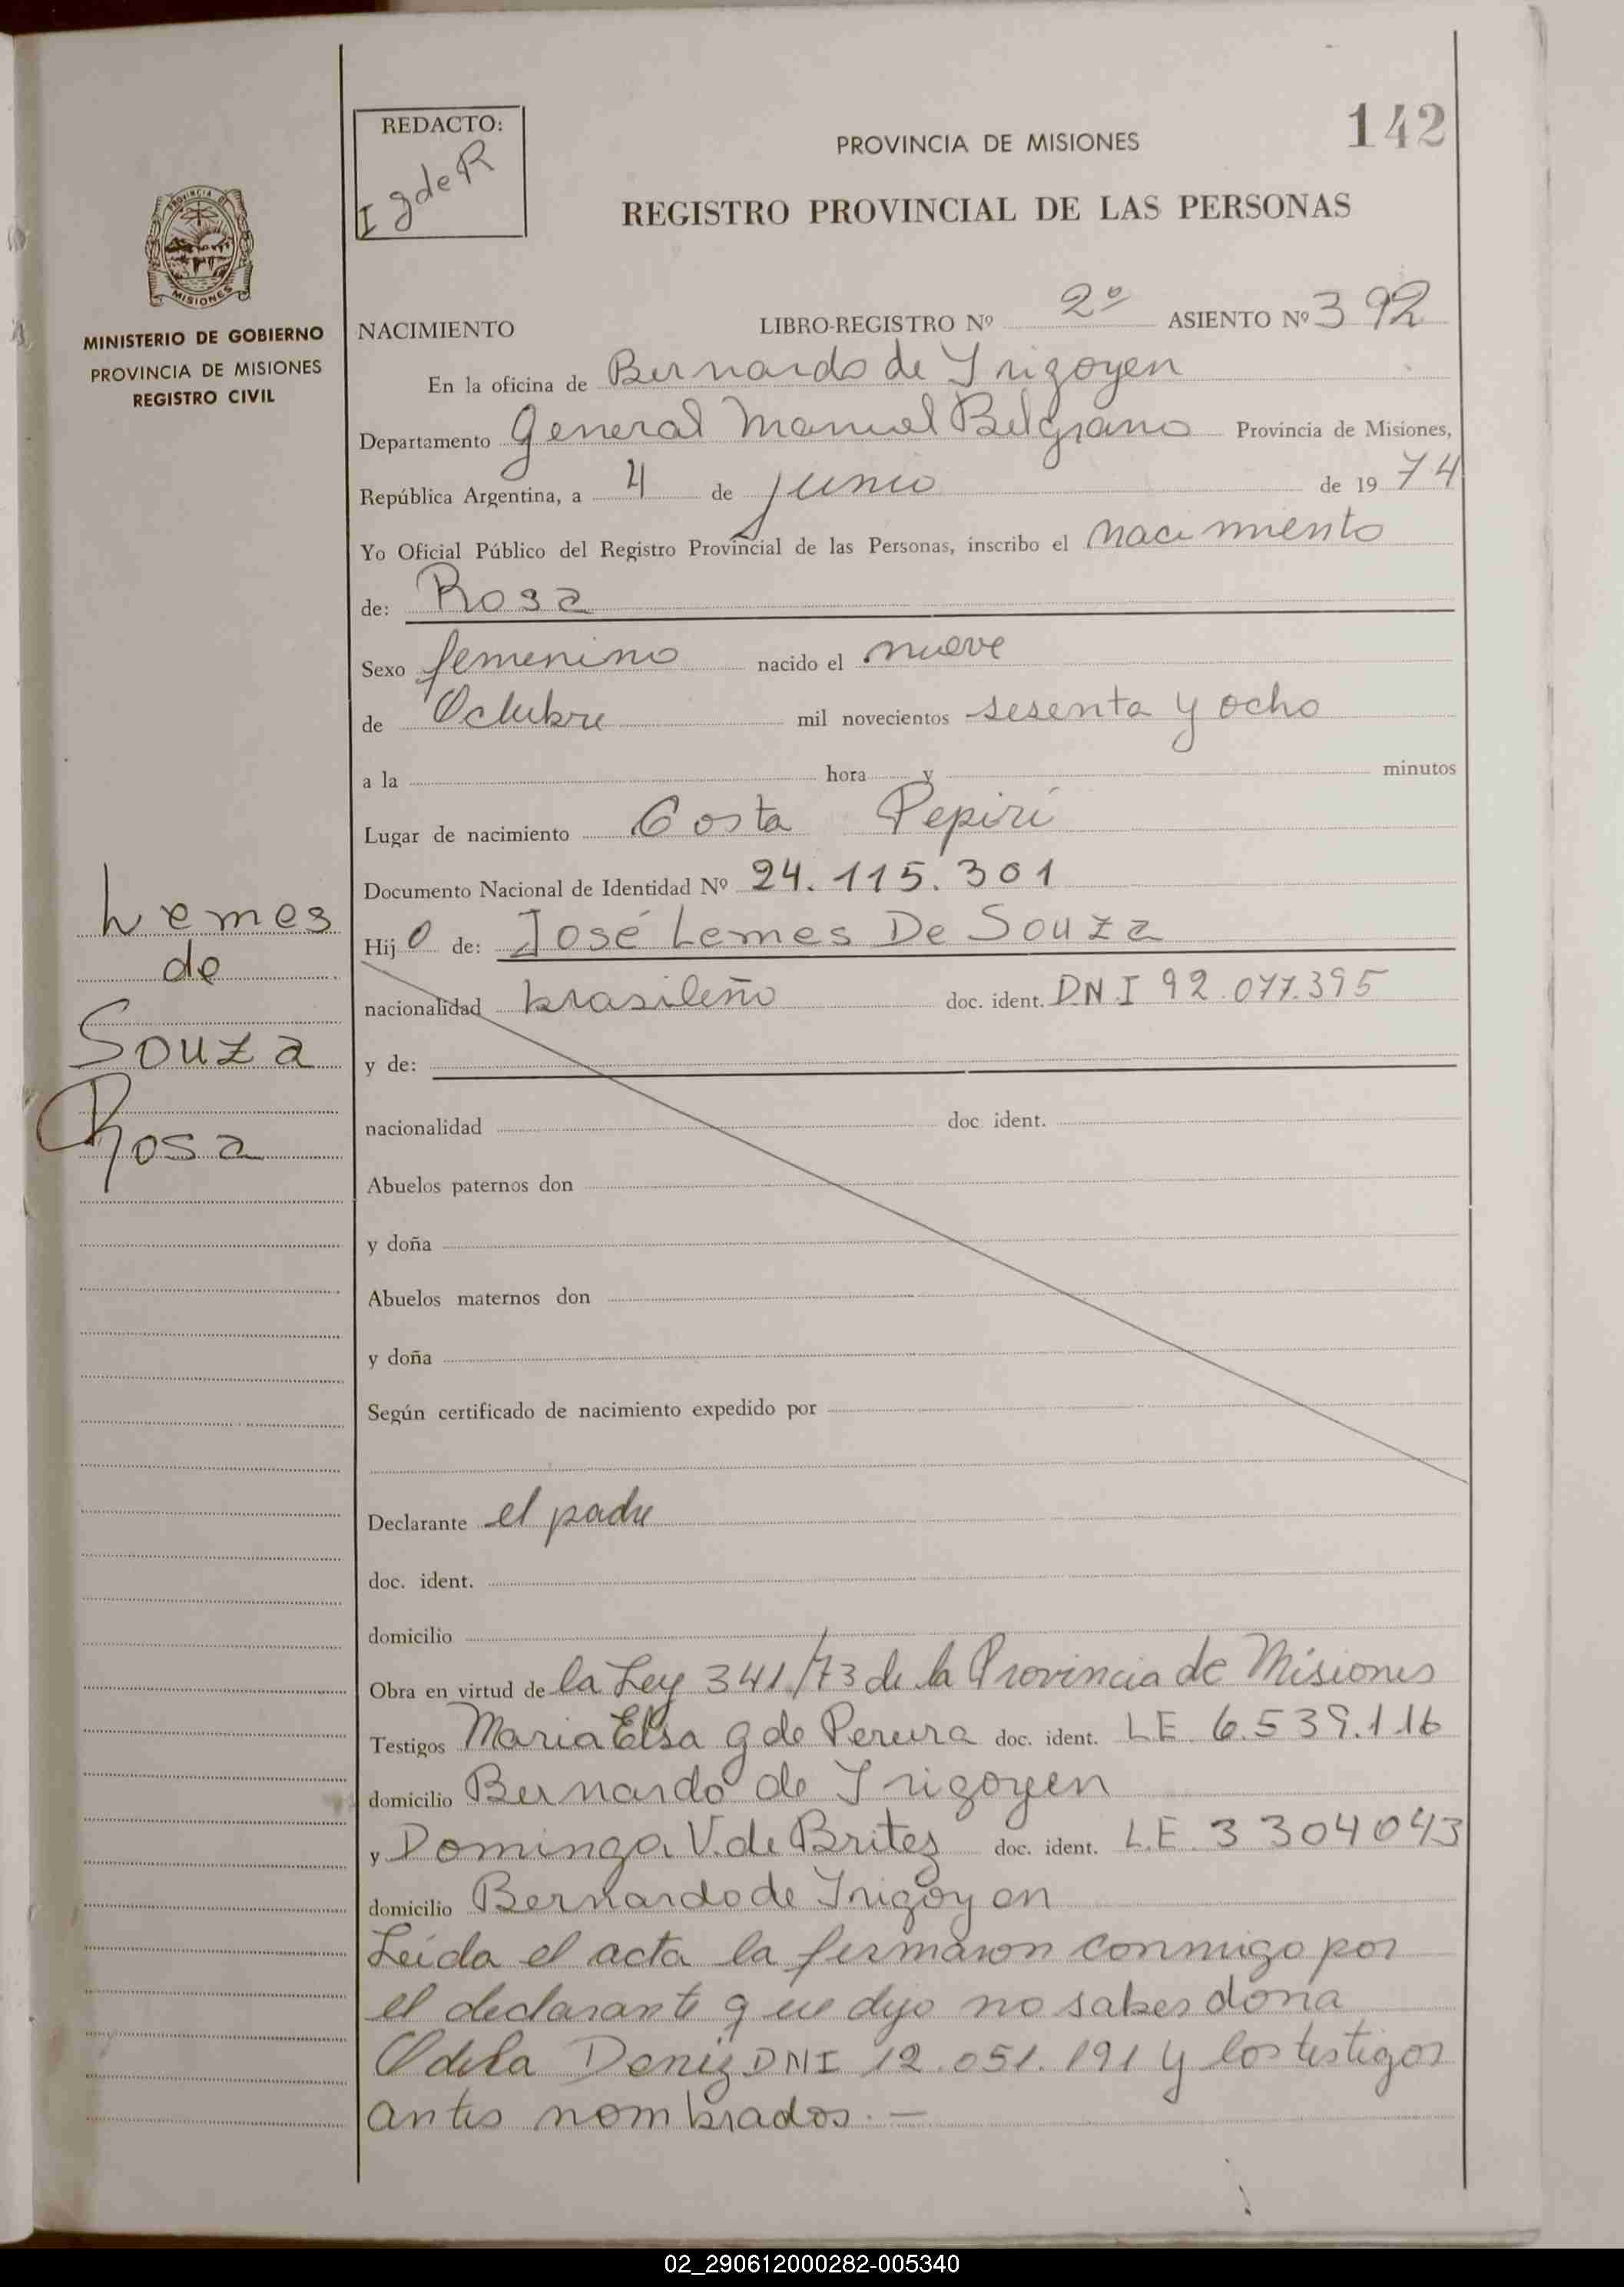 REDACTO:
I g de R
PROVINCIA DE MISIONES
142
REGISTRO PROVINCIAL DE LAS PERSONAS
PROVINCIA DE
MISIONES
MINISTERIO DE GOBIERNO
PROVINCIA DE MISIONES
REGISTRO CIVIL
NACIMIENTO LIBRO-REGISTRO Nº 2º ASIENTO Nº 392
En la oficina de Bernardo de Irigoyen
Departamento General Manuel Belgrano Provincia de Misiones,
República Argentina, a 4 de junio de 1974
Yo Oficial Público del Registro Provincial de las Personas, inscribo el nacimiento
de: Rosa
Sexo femenino nacido el nueve
de Octubre mil novecientos sesenta y ocho
a la hora y minutos
Lugar de nacimiento Costa Pepirí
Documento Nacional de Identidad Nº 24.115.301
Lemes
de
Souza
Rosa
Hijo de: José Lemes De Souza
nacionalidad brasileño doc. ident. DNI 92.077.395
y de:
nacionalidad doc ident.
Abuelos paternos don
y doña
Abuelos maternos don
y doña
Según certificado de nacimiento expedido por
Declarante el padre
doc. ident.
domicilio
Obra en virtud de la Ley 341/73 de la Provincia de Misiones
Testigos Maria Elsa g de Pereira doc. ident. LE 6.539.116
domicilio Bernardo de Irigoyen
y Dominga V. de Britez doc. ident. L.E. 3304043
domicilio Bernardo de Irigoyen
Leída el acta la firmaron conmigo por
el declarante que dijo no saber doña
Deniz DNI 12.051.191 y los testigos
antes nombrados.—
02_290612000282-005340